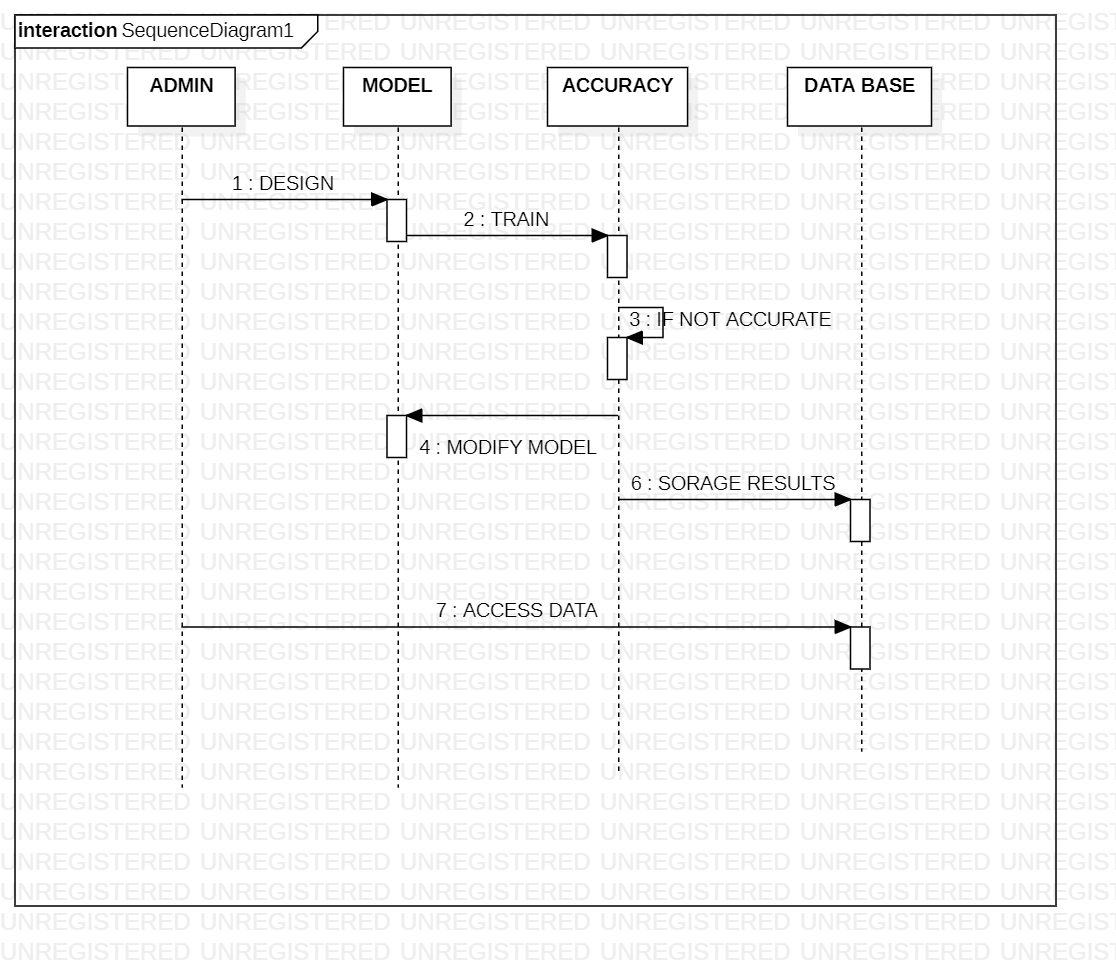 interaction SequenceDiagram1
ADMIN MODEL ACCURACY DATA BASE
1 : DESIGN
2 : TRAIN
3 : IF NOT ACCURATE
4 : MODIFY MODEL
6 : SORAGE RESULTS
7 : ACCESS DATA
UNREGISTERED